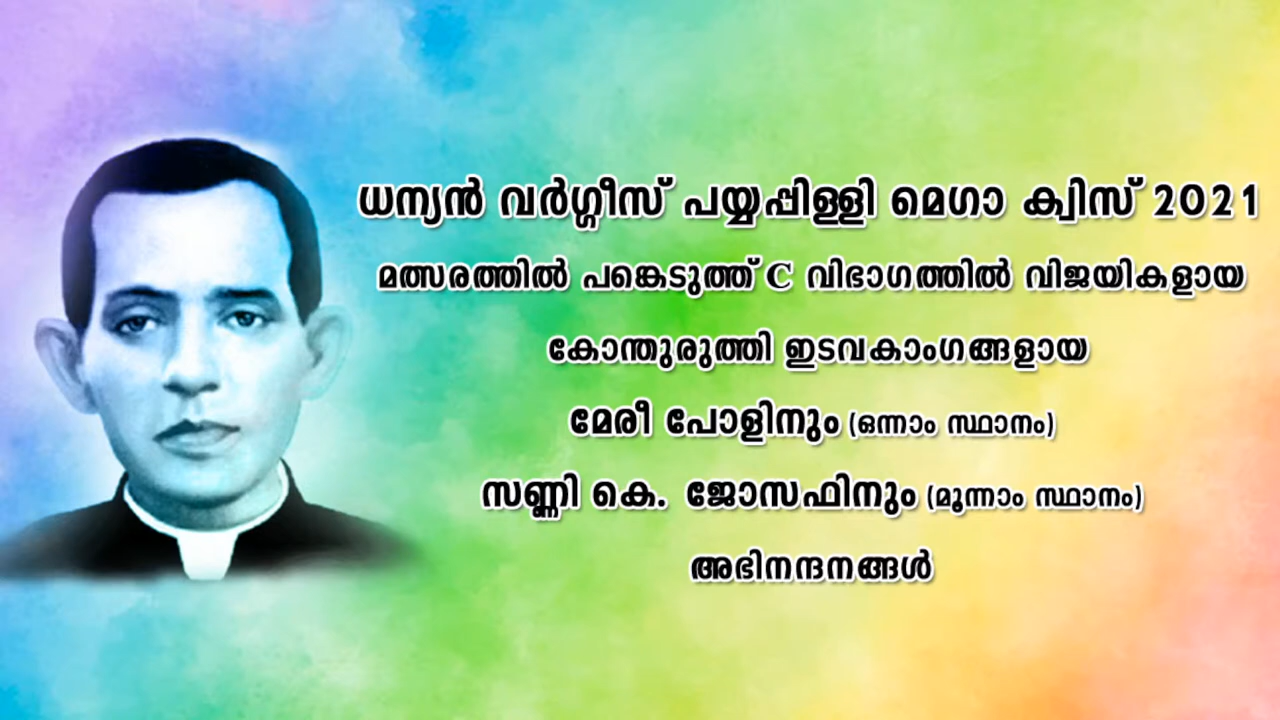 ധന്യൻ വർഗ്ഗീസ് പയ്യപ്പിള്ളി മെഗാ ക്വിസ് 2021
മത്സരത്തിൽ പങ്കെടുത്ത് C വിഭാഗത്തിൽ വിജയികളായ
കോന്തുരുത്തി ഇടവകാംഗങ്ങളായ
മേരീ പോളിനും (ഒന്നാം സ്ഥാനം)
സണ്ണി കെ. ജോസഫിനും (മൂന്നാം സ്ഥാനം)
അഭിനന്ദനങ്ങൾ